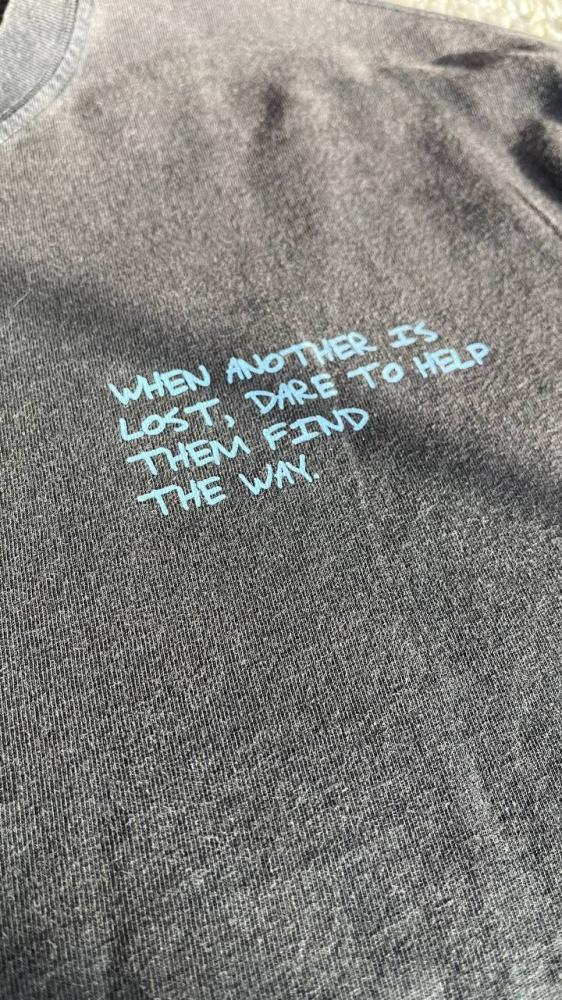 WHEN ANOTHER IS
LOST, DARE TO HELP
THEM FIND
THE WAY.